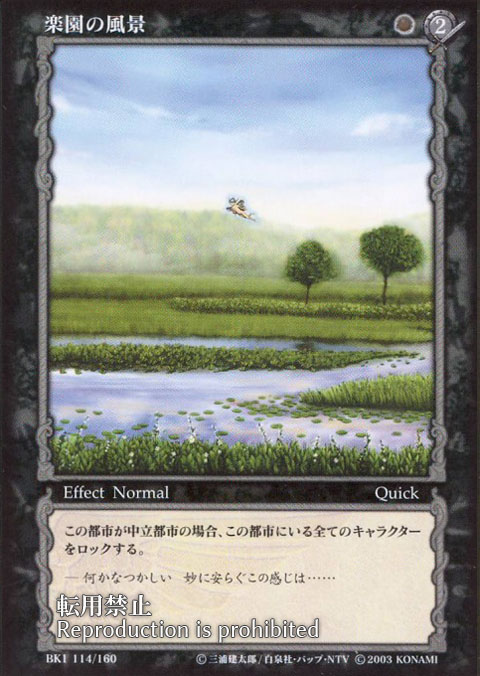 楽園の風景
2
Effect Normal Quick
この都市が中立都市の場合、この都市にいる全てのキャラクター
をロックする。
― 何かなつかしい 妙に安らぐこの感じは……
転用禁止
Reproduction is prohibited
BK1 114/160 ©三浦建太郎/白泉社・バップ・NTV ©2003 KONAMI